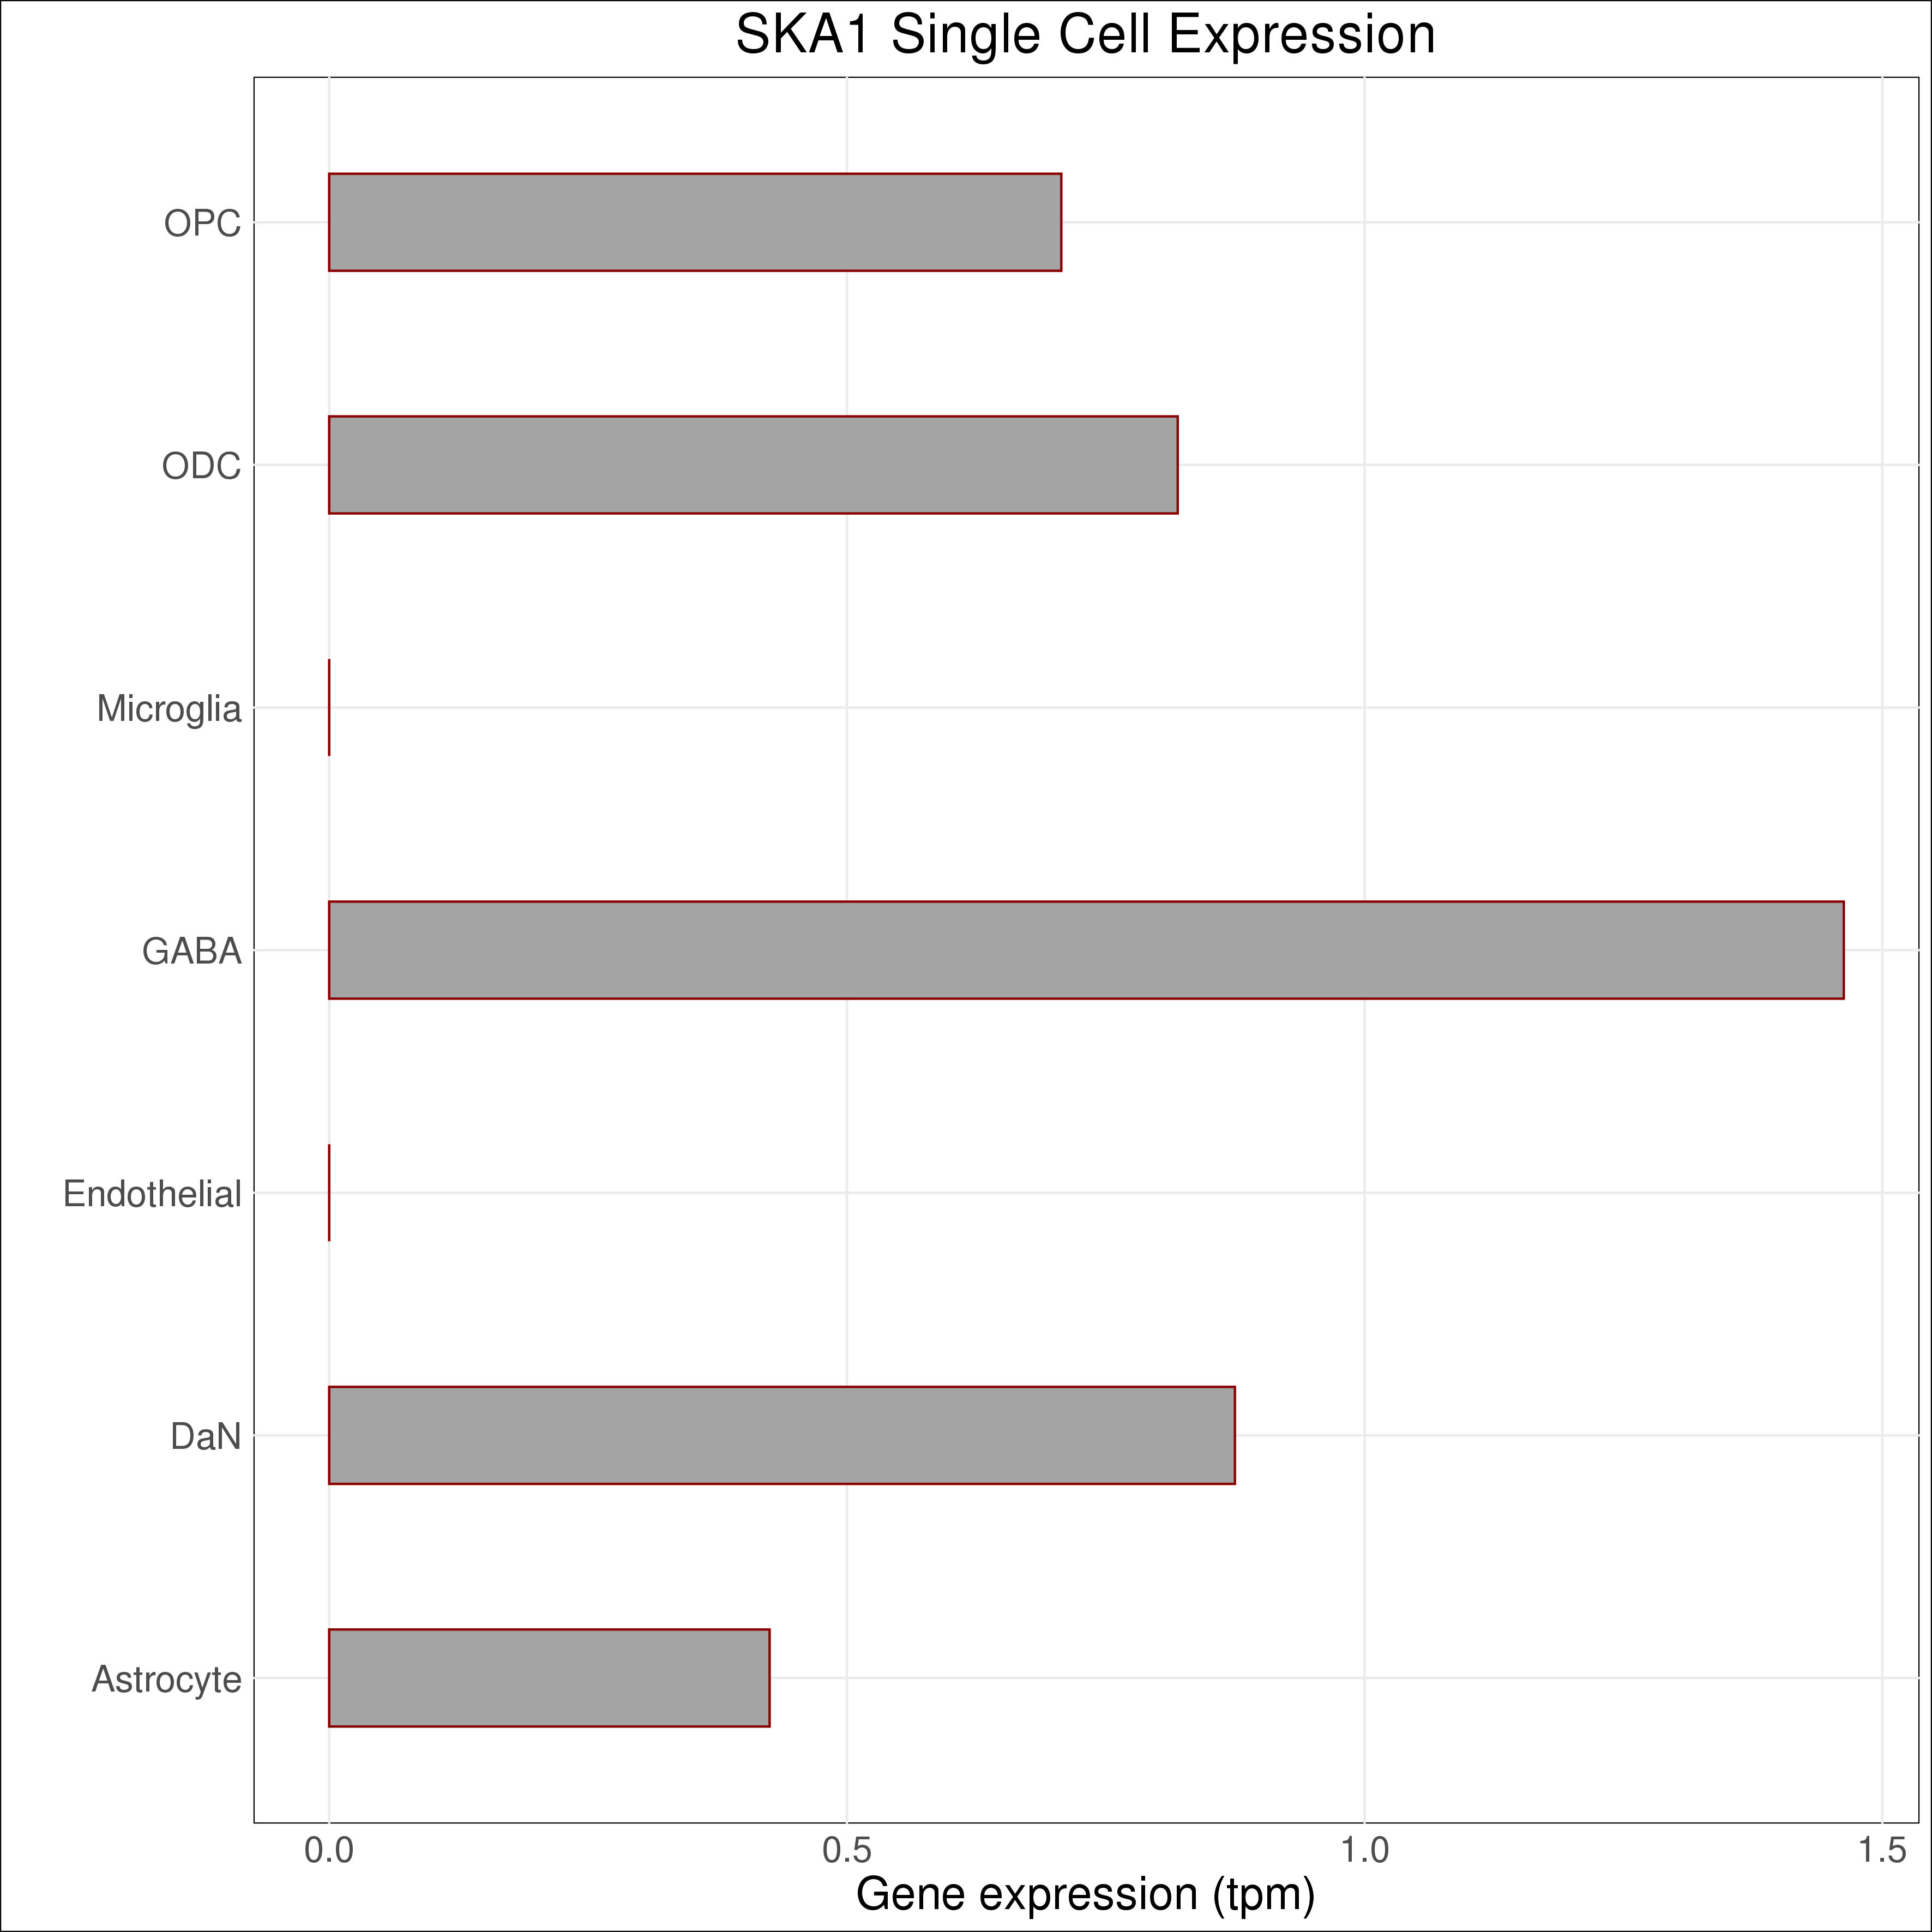 SKA1 Single Cell Expression
OPC
ODC
Microglia
GABA
Endothelial
DaN
Astrocyte
0.0 0.5 1.0 1.5
Gene expression (tpm)